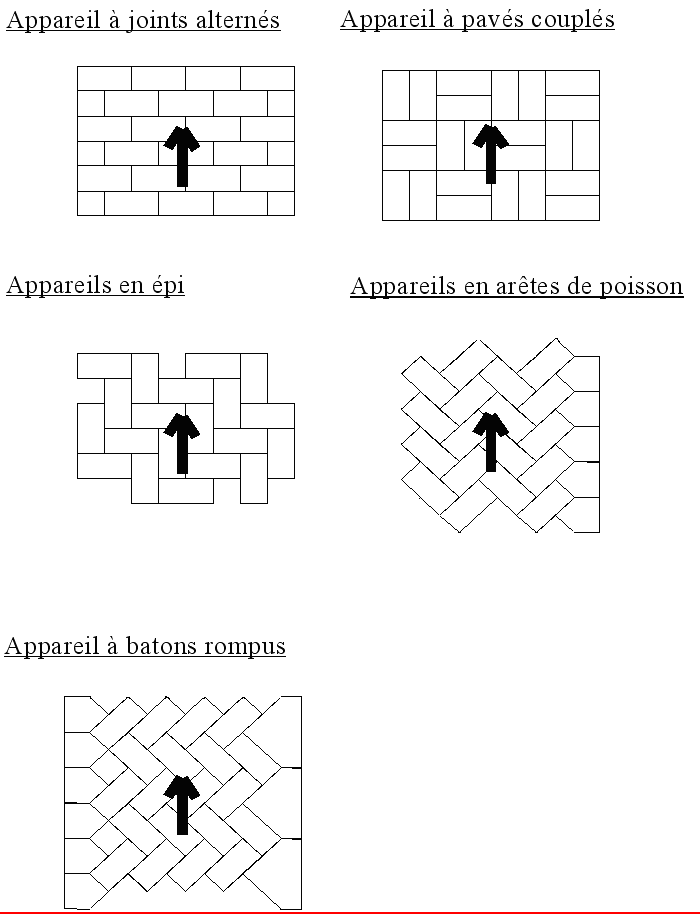 Appareil à joints alternés
Appareil à pavés couplés
Appareils en épi
Appareils en arêtes de poisson
Appareil à batons rompus